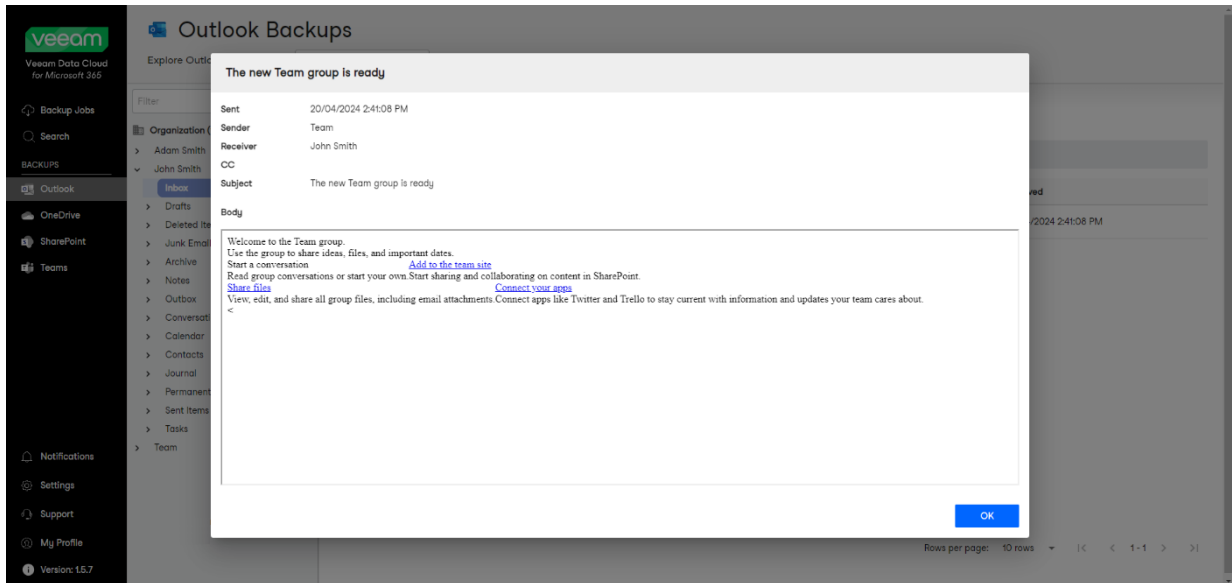 veeam
Veeam Data Cloud
for Microsoft 365
Backup Jobs
Search
BACKUPS
Outlook
OneDrive
SharePoint
Teams
Notifications
Settings
Support
My Profile
Version: 1.5.7
Outlook Backups
Explore Outlo
Filter
Organization (
Adam Smith
John Smith
Inbox
Drafts
Deleted Ite
Junk Email
Archive
Notes
Outbox
Conversati
Calendar
Contacts
Journal
Permanent
Sent Items
Tasks
Team
The new Team group is ready
Sent 20/04/2024 2:41:08 PM
Sender Team
Receiver John Smith
CC
Subject The new Team group is ready
Body
Welcome to the Team group.
Use the group to share ideas, files, and important dates.
Start a conversation Add to the team site
Read group conversations or start your own.Start sharing and collaborating on content in SharePoint.
Share files Connect your apps
View, edit, and share all group files, including email attachments.Connect apps like Twitter and Trello to stay current with information and updates your team cares about.
<
OK
ved
/2024 2:41:08 PM
Rows per page: 10 rows 1-1